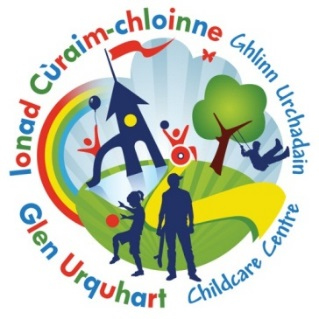 Ionad Cùraim-chloinne
Ghlinn Urchadain
Glen Urquhart
Childcare Centre